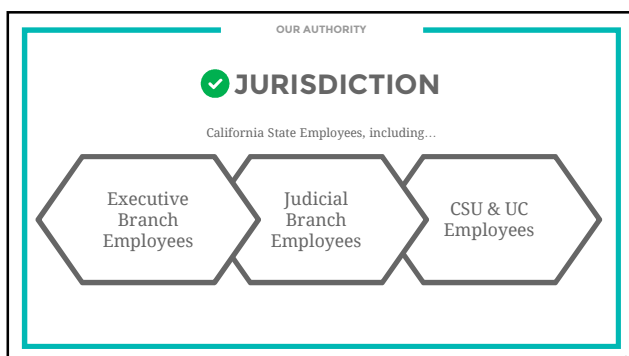 OUR AUTHORITY
JURISDICTION
California State Employees, including…
Executive
Branch
Employees
Judicial
Branch
Employees
CSU & UC
Employees